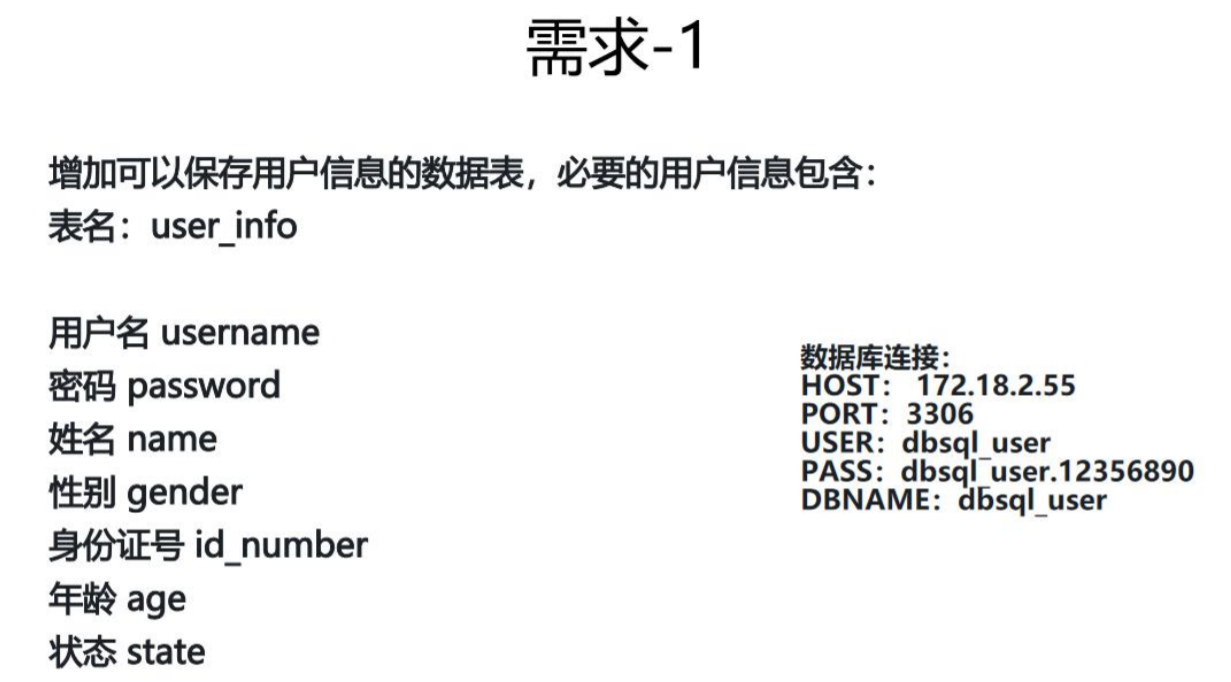 需求-1
增加可以保存用户信息的数据表，必要的用户信息包含：
表名：user_info
用户名 username
密码 password
姓名 name
性别 gender
身份证号 id_number
年龄 age
状态 state
数据库连接：
HOST： 172.18.2.55
PORT：3306
USER：dbsql_user
PASS：dbsql_user.12356890
DBNAME：dbsql_user